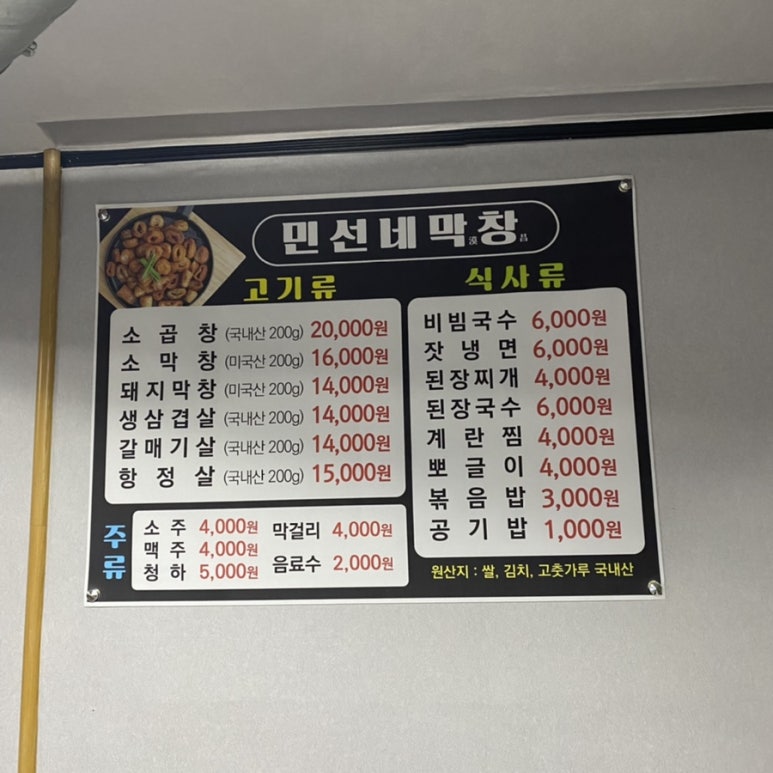 민선네막창
고기류
소곱창 (국내산 200g) 20,000원
소막창 (미국산 200g) 16,000원
돼지막창 (미국산 200g) 14,000원
생삼겹살 (국내산 200g) 14,000원
갈매기살 (국내산 200g) 14,000원
항정살 (국내산 200g) 15,000원
주류
소주 4,000원
맥주 4,000원
청하 5,000원
막걸리 4,000원
음료수 2,000원
식사류
비빔국수 6,000원
잣냉면 6,000원
된장찌개 4,000원
된장국수 6,000원
계란찜 4,000원
뽀글이 4,000원
볶음밥 3,000원
공기밥 1,000원
원산지 : 쌀, 김치, 고춧가루 국내산